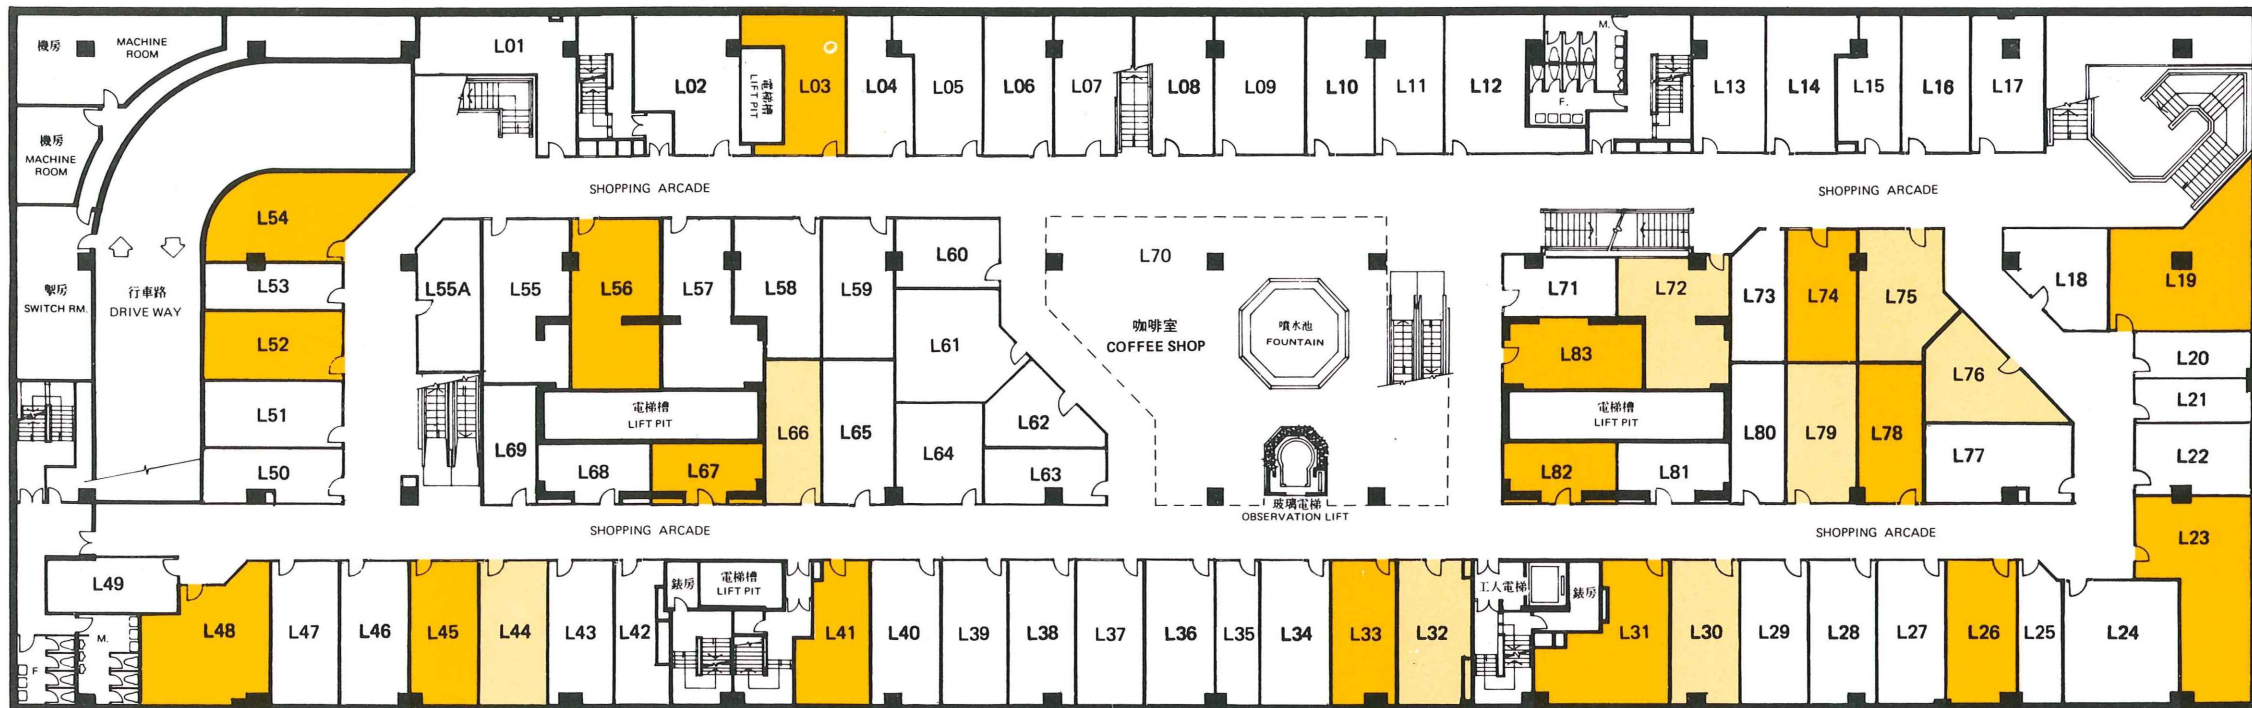 機房
MACHINE
ROOM
L01
L02
電梯槽
LIFT PIT
L03
L04
L05
L06
L07
L08
L09
L10
L11
L12
M.
F.
L13
L14
L15
L16
L17
機房
MACHINE
ROOM
SHOPPING ARCADE
SHOPPING ARCADE
L54
L53
L52
L51
L50
掣房
SWITCH RM.
行車路
DRIVE WAY
L55A
L55
L56
L57
L58
L59
L60
L61
L62
L63
L64
L65
L66
電梯槽
LIFT PIT
L67
L68
L69
L70
咖啡室
COFFEE SHOP
噴水池
FOUNTAIN
玻璃電梯
OBSERVATION LIFT
L71
L72
L73
L74
L75
L76
L83
電梯槽
LIFT PIT
L82
L81
L80
L79
L78
L77
L18
L19
L20
L21
L22
L23
SHOPPING ARCADE
SHOPPING ARCADE
L49
M.
F
L48
L47
L46
L45
L44
L43
L42
錶房
電梯槽
LIFT PIT
L41
L40
L39
L38
L37
L36
L35
L34
L33
L32
工人電梯
錶房
L31
L30
L29
L28
L27
L26
L25
L24